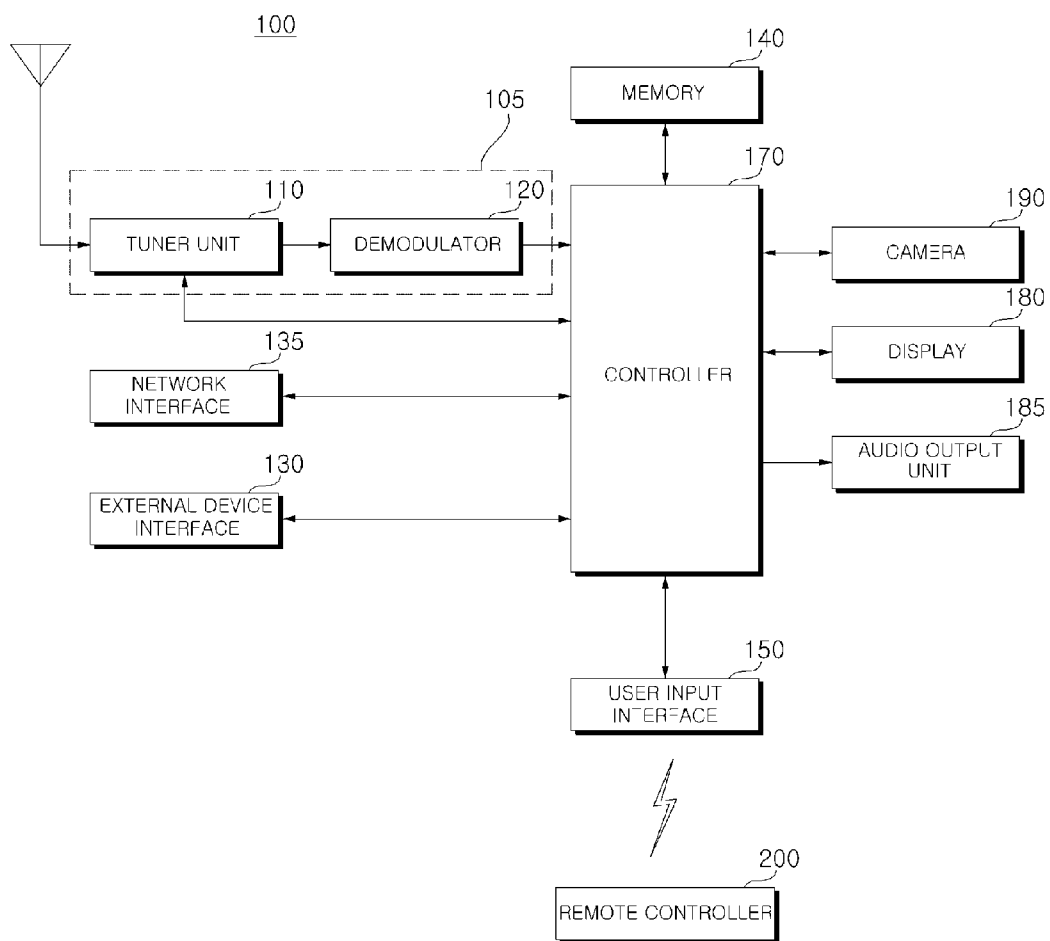 100
140
MEMORY
105
170
110
120
190
TUNER UNIT
DEMODULATOR
CAMERA
180
DISPLAY
135
NETWORK
INTERFACE
CONTROLLER
185
AUDIO OUTPUT
UNIT
130
EXTERNAL DEVICE
INTERFACE
150
USER INPUT
INTERFACE
200
REMOTE CONTROLLER